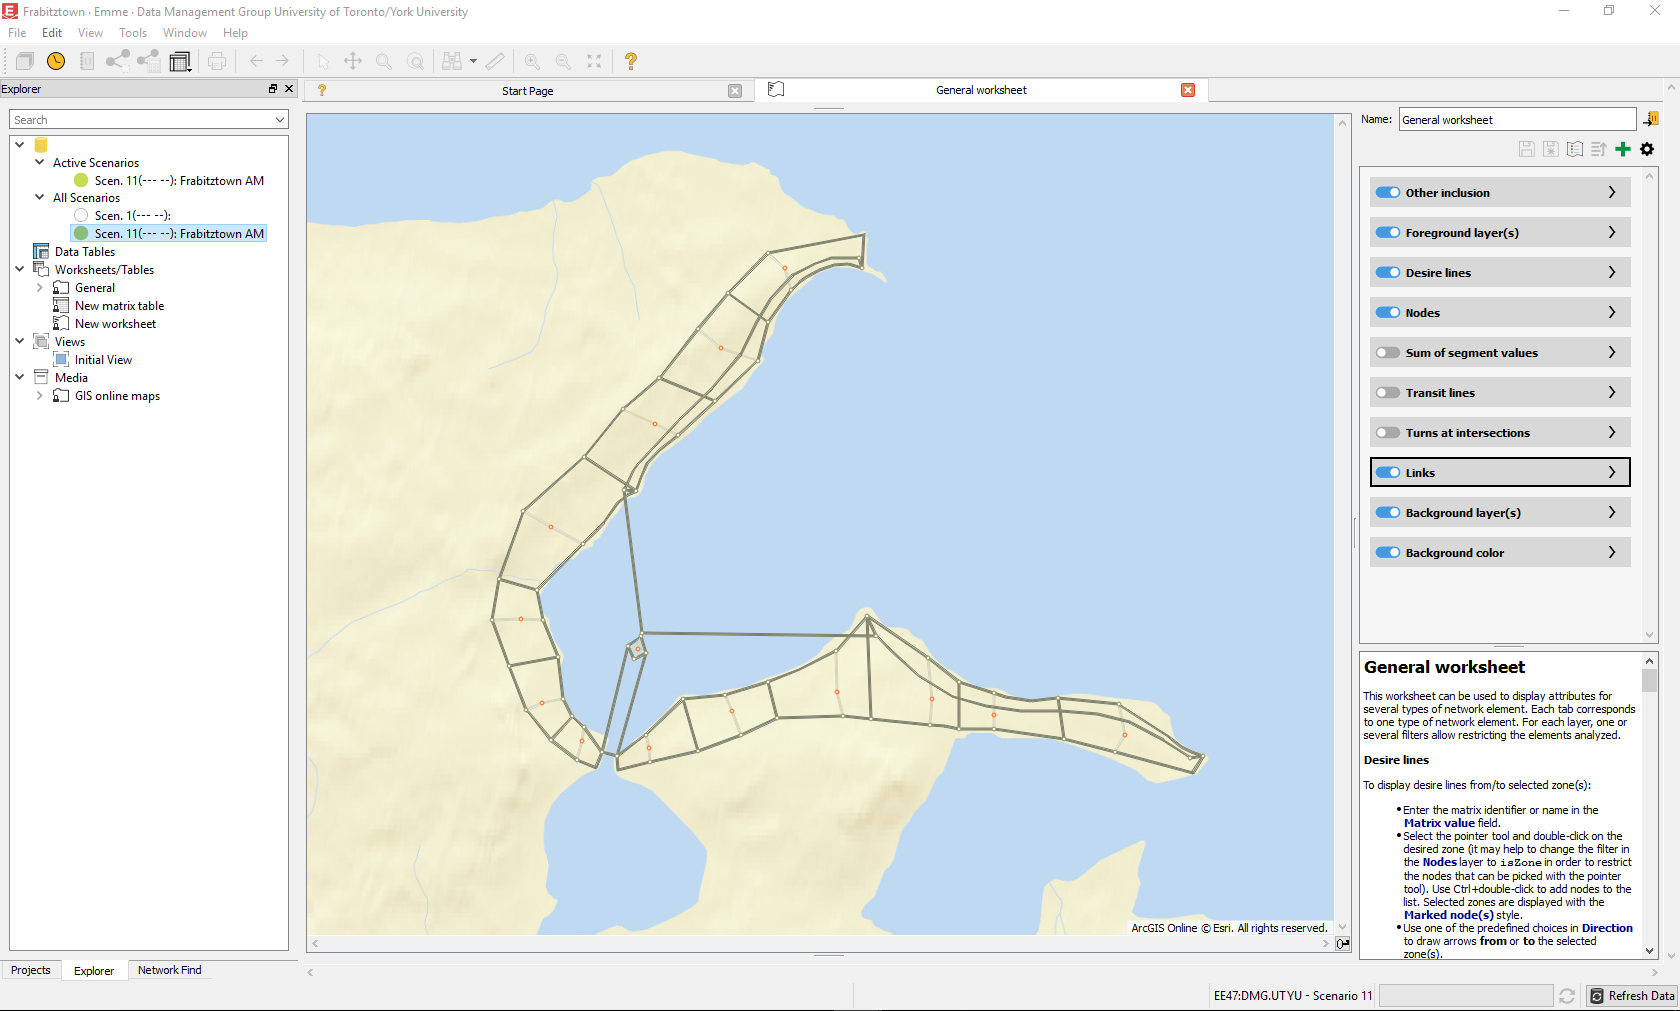 Frabitztown - Emme - Data Management Group University of Toronto/York University
File Edit View Tools Window Help
Explorer
Start Page
General worksheet
Search
Active Scenarios
Scen. 11(--- --): Frabitztown AM
All Scenarios
Scen. 1(--- --):
Scen. 11(--- --): Frabitztown AM
Data Tables
Worksheets/Tables
General
New matrix table
New worksheet
Views
Initial View
Media
GIS online maps
Projects Explorer Network Find
ArcGIS Online © Esri. All rights reserved.
Name: General worksheet
Other inclusion
Foreground layer(s)
Desire lines
Nodes
Sum of segment values
Transit lines
Turns at intersections
Links
Background layer(s)
Background color
General worksheet
This worksheet can be used to display attributes for
several types of network element. Each tab corresponds
to one type of network element. For each layer, one or
several filters allow restricting the elements analyzed.
Desire lines
To display desire lines from/to selected zone(s):
•Enter the matrix identifier or name in the
Matrix value field.
•Select the pointer tool and double-click on the
desired zone (it may help to change the filter in
the Nodes layer to isZone in order to restrict
the nodes that can be picked with the pointer
tool). Use Ctrl+double-click to add nodes to the
list. Selected zones are displayed with the
Marked node(s) style.
•Use one of the predefined choices in Direction
to draw arrows from or to the selected
zone(s).
EE47:DMG.UTYU - Scenario 11
Refresh Data